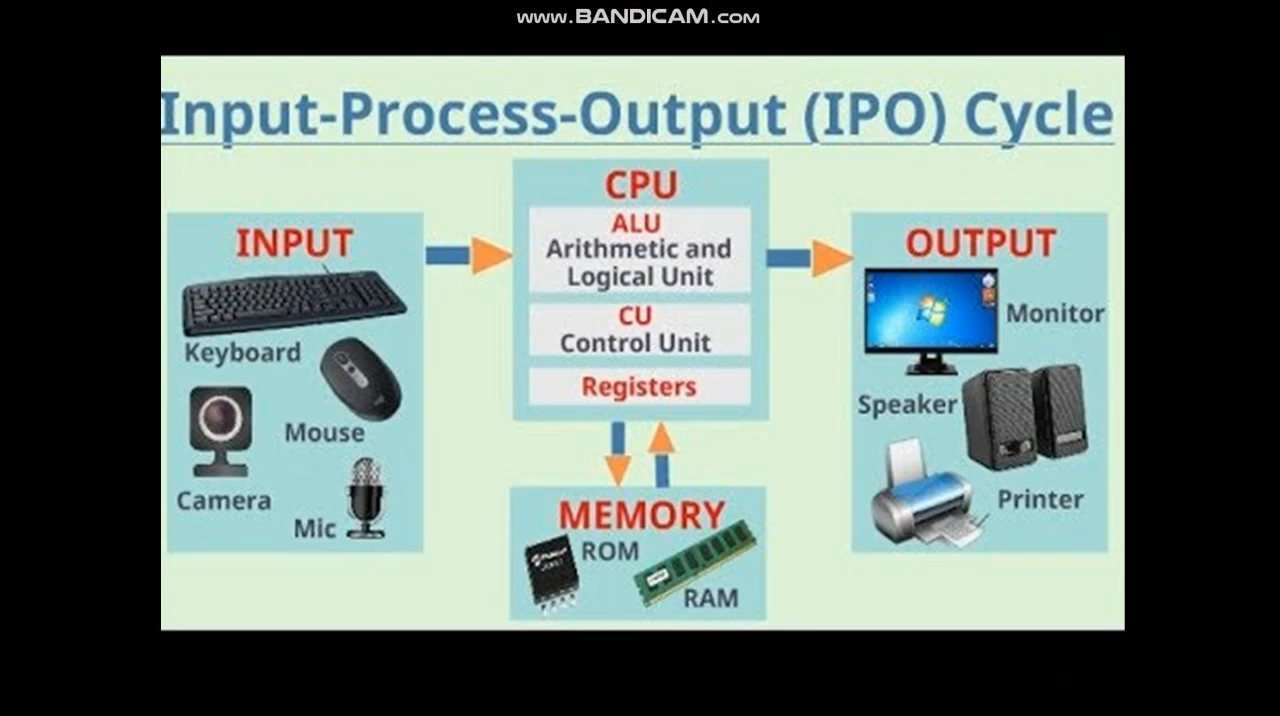 www.BANDICAM.com
Input-Process-Output (IPO) Cycle
INPUT
Keyboard
Mouse
Camera
Mic
CPU
ALU
Arithmetic and
Logical Unit
CU
Control Unit
Registers
MEMORY
ROM
RAM
OUTPUT
Monitor
Speaker
Printer